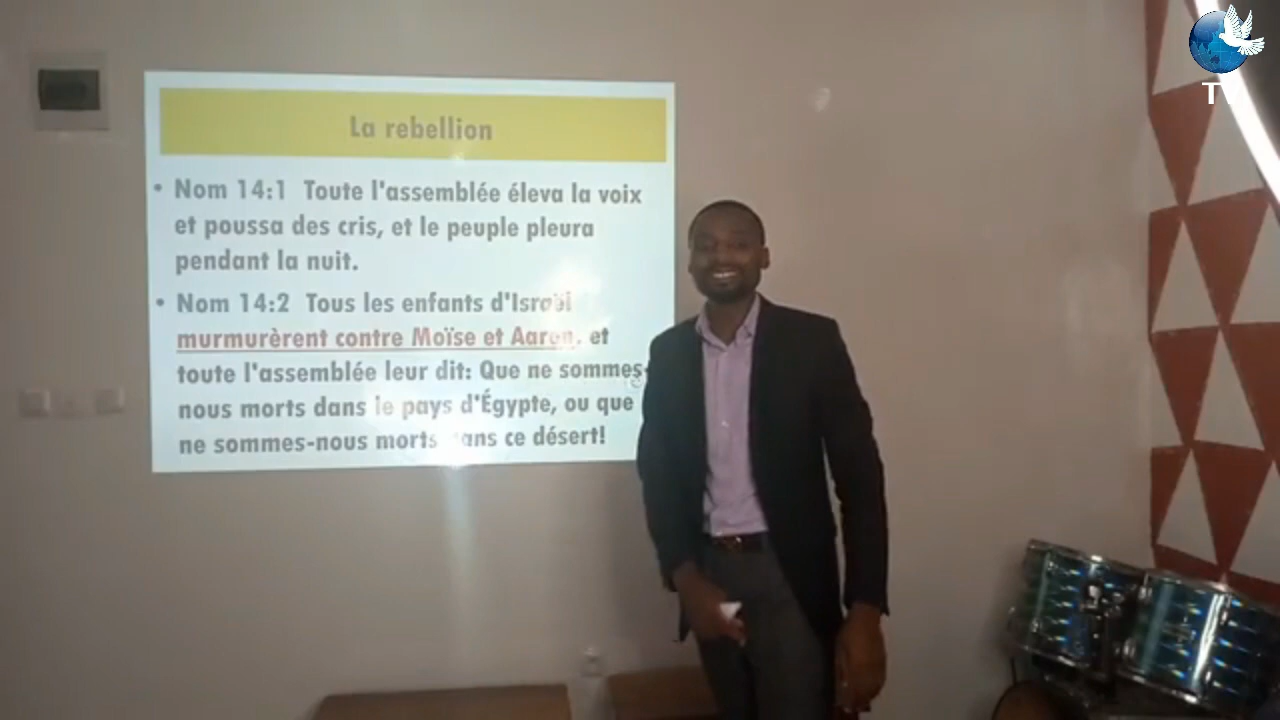 La rebellion
• Nom 14:1 Toute l'assemblée éleva la voix
et poussa des cris, et le peuple pleura
pendant la nuit.
• Nom 14:2 Tous les enfants d'Israël
murmurèrent contre Moïse et Aaron, et
toute l'assemblée leur dit: Que ne sommes-
nous morts dans le pays d'Égypte, ou que
ne sommes-nous morts dans ce désert!
TV